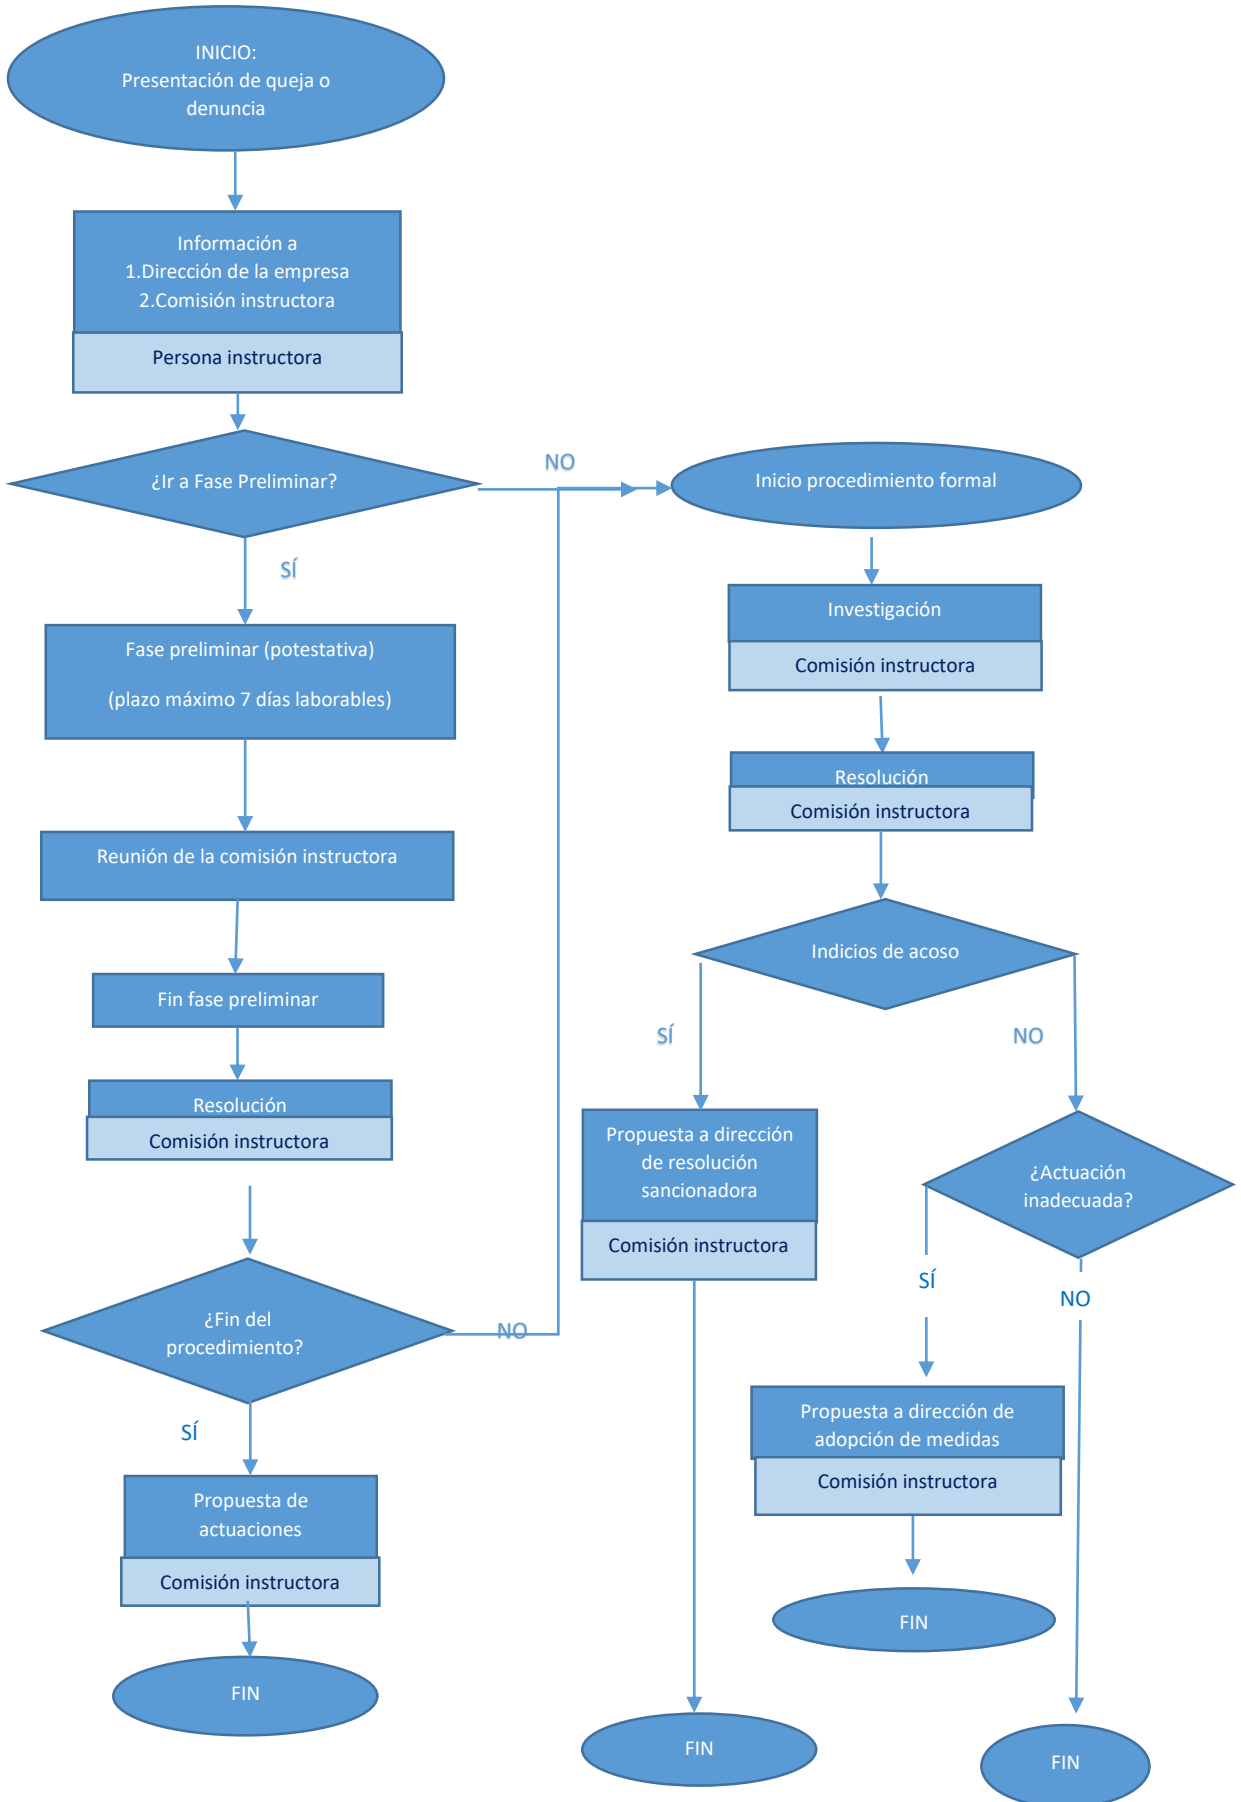 INICIO:
Presentación de queja o
denuncia
Información a
1.Dirección de la empresa
2.Comisión instructora
Persona instructora
¿Ir a Fase Preliminar?
NO
SÍ
Fase preliminar (potestativa)
(plazo máximo 7 días laborables)
Reunión de la comisión instructora
Fin fase preliminar
Resolución
Comisión instructora
¿Fin del
procedimiento?
NO
SÍ
Propuesta de
actuaciones
Comisión instructora
FIN
Inicio procedimiento formal
Investigación
Comisión instructora
Resolución
Comisión instructora
Indicios de acoso
SÍ
NO
Propuesta a dirección
de resolución
sancionadora
Comisión instructora
FIN
¿Actuación
inadecuada?
SÍ
NO
Propuesta a dirección de
adopción de medidas
Comisión instructora
FIN
FIN